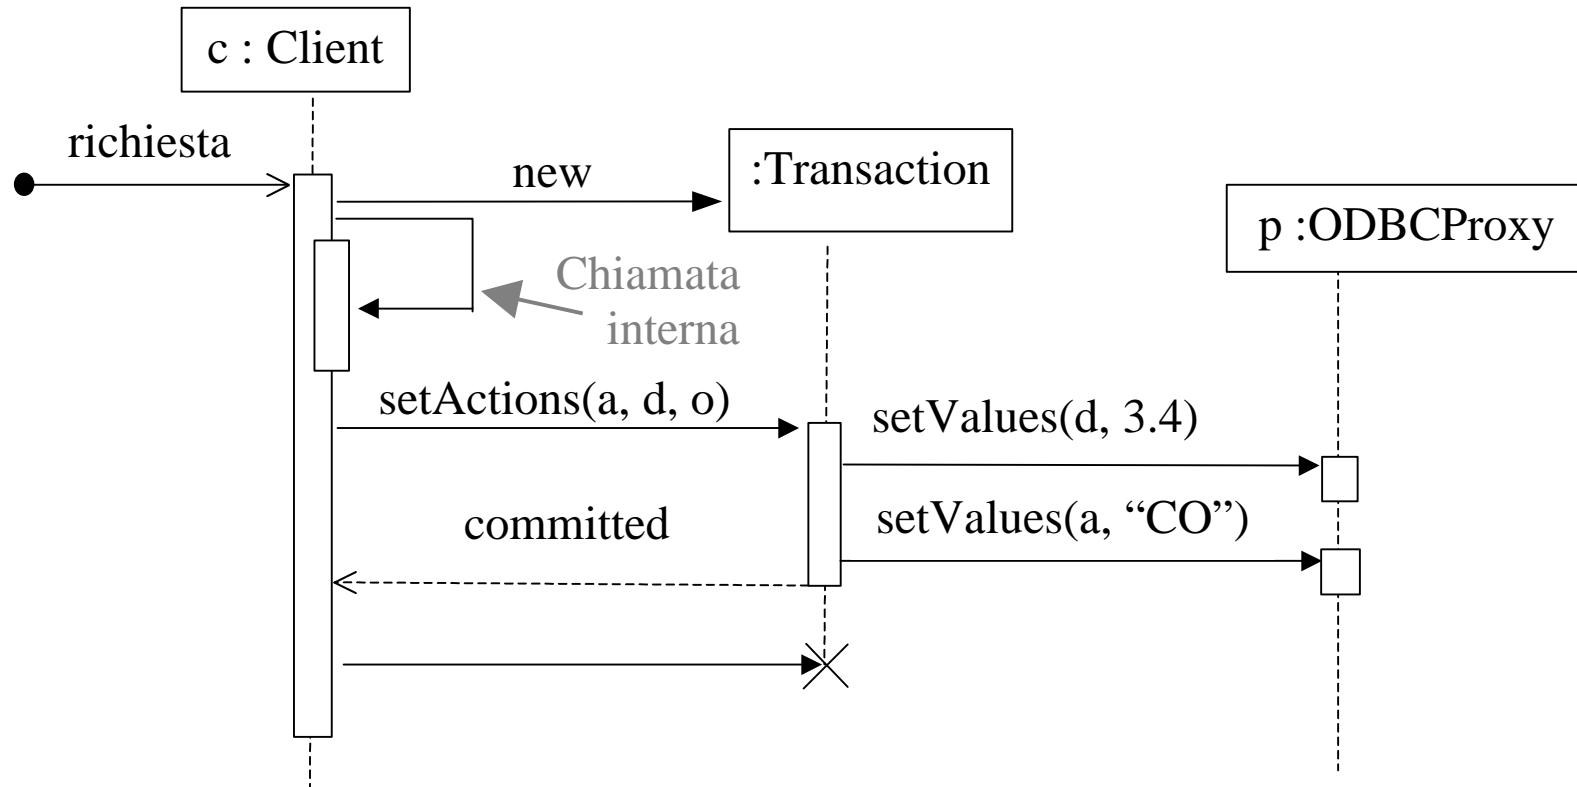 c : Client
richiesta
new
:Transaction
p :ODBCProxy
Chiamata
interna
setActions(a, d, o)
setValues(d, 3.4)
committed
setValues(a, “CO”)